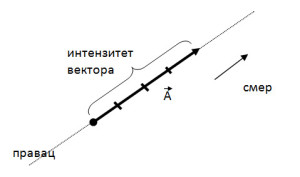 интензитет
вектора
A
смер
правац